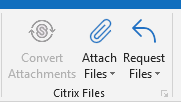 Convert Attachments
Attach Files
Request Files
Citrix Files